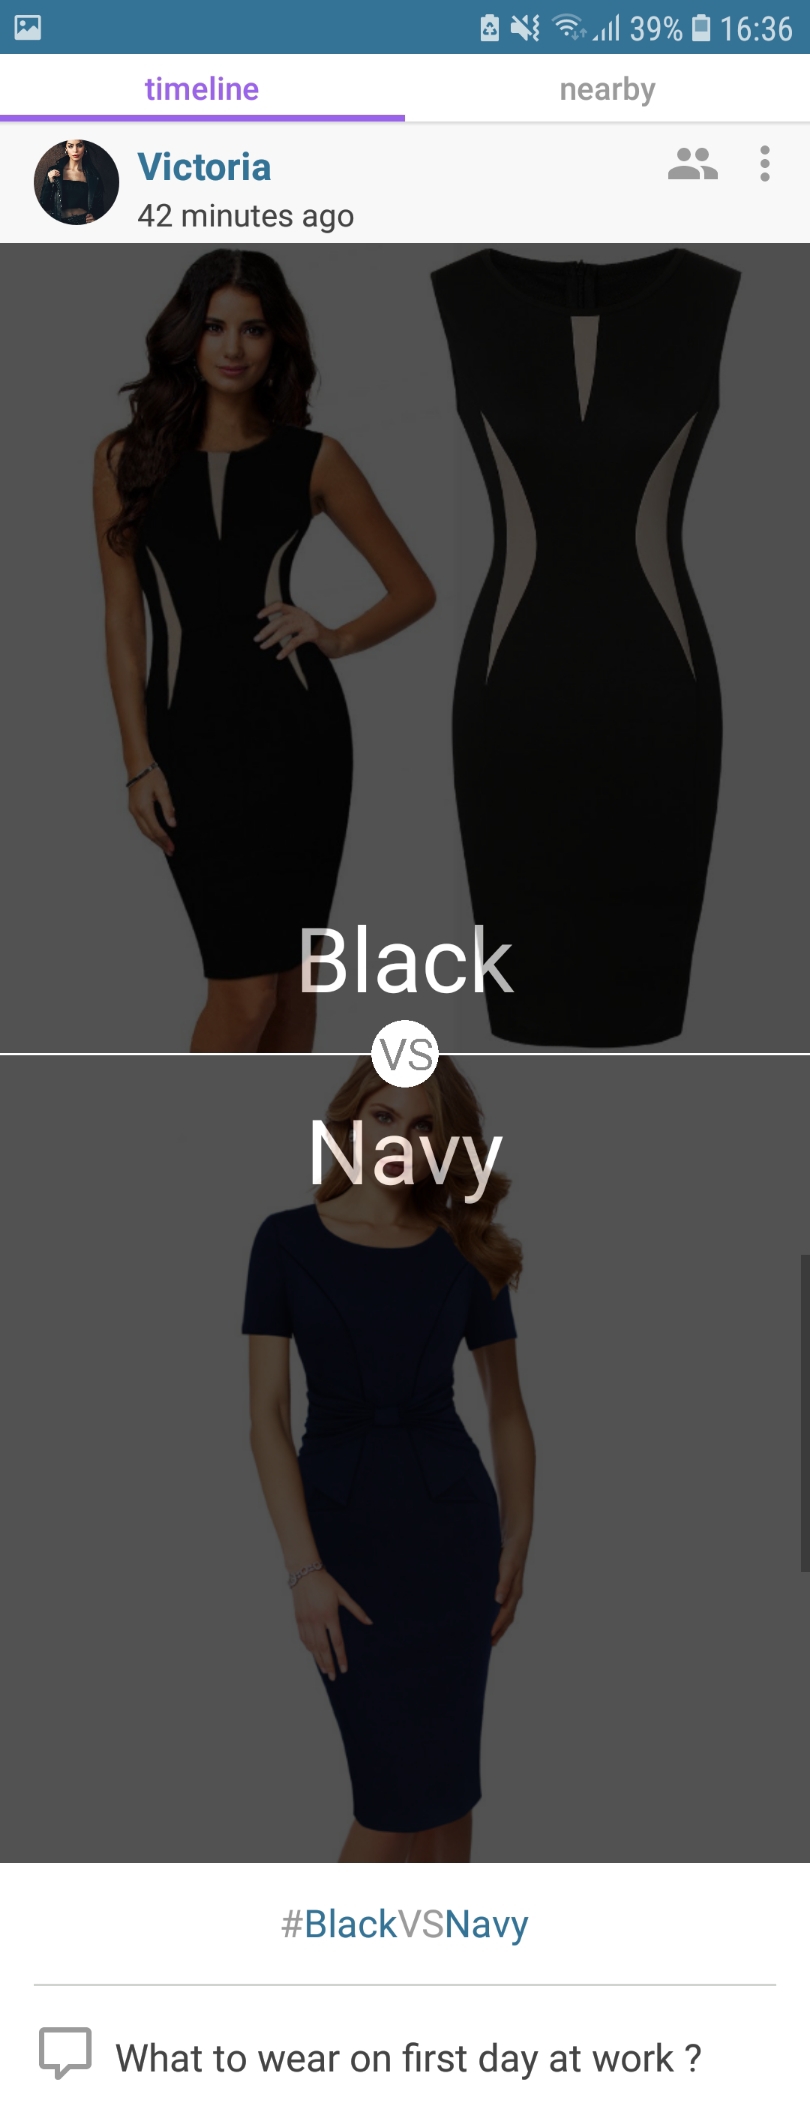 39% 16:36
timeline nearby
Victoria
42 minutes ago
Black
VS
Navy
#BlackVSNavy
What to wear on first day at work ?